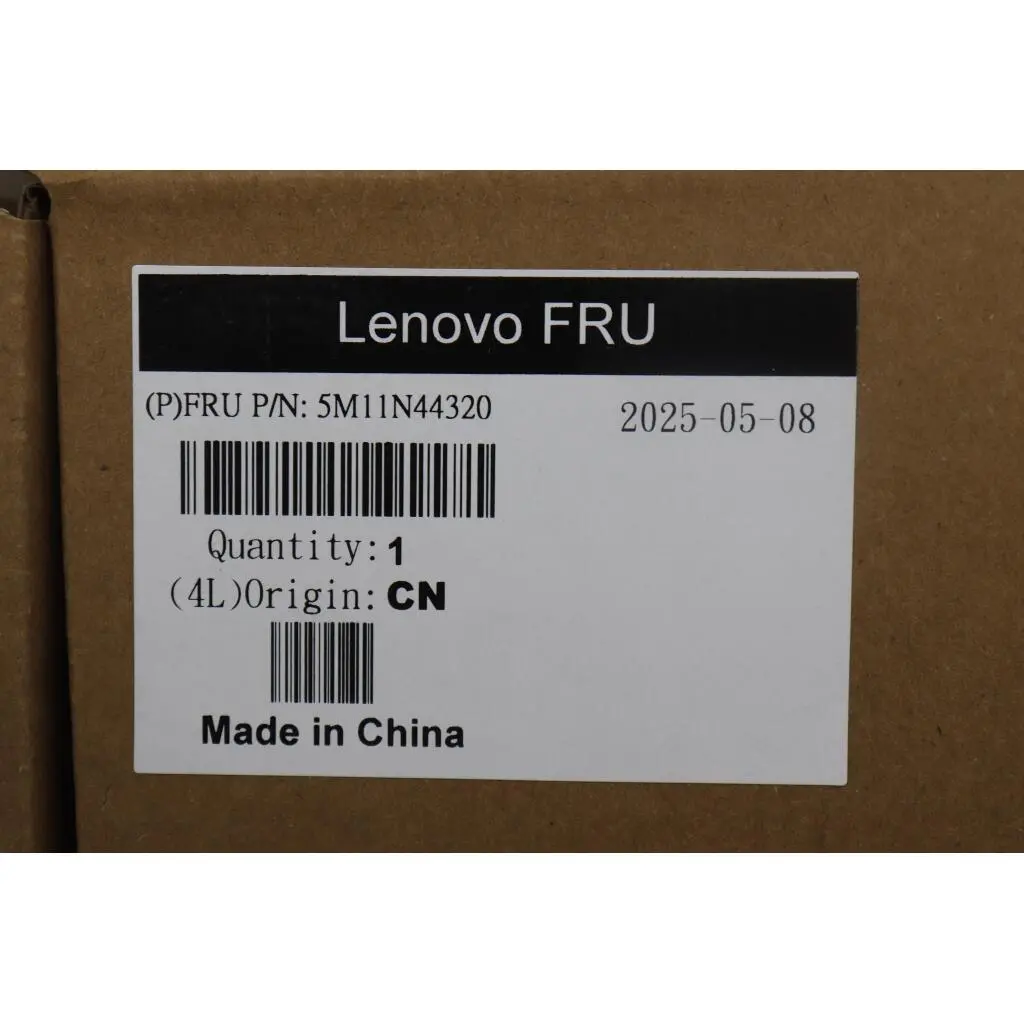 Lenovo FRU
(P)FRU P/N: 5M11N44320
2025-05-08
Quantity: 1
(4L)Origin: CN
Made in China